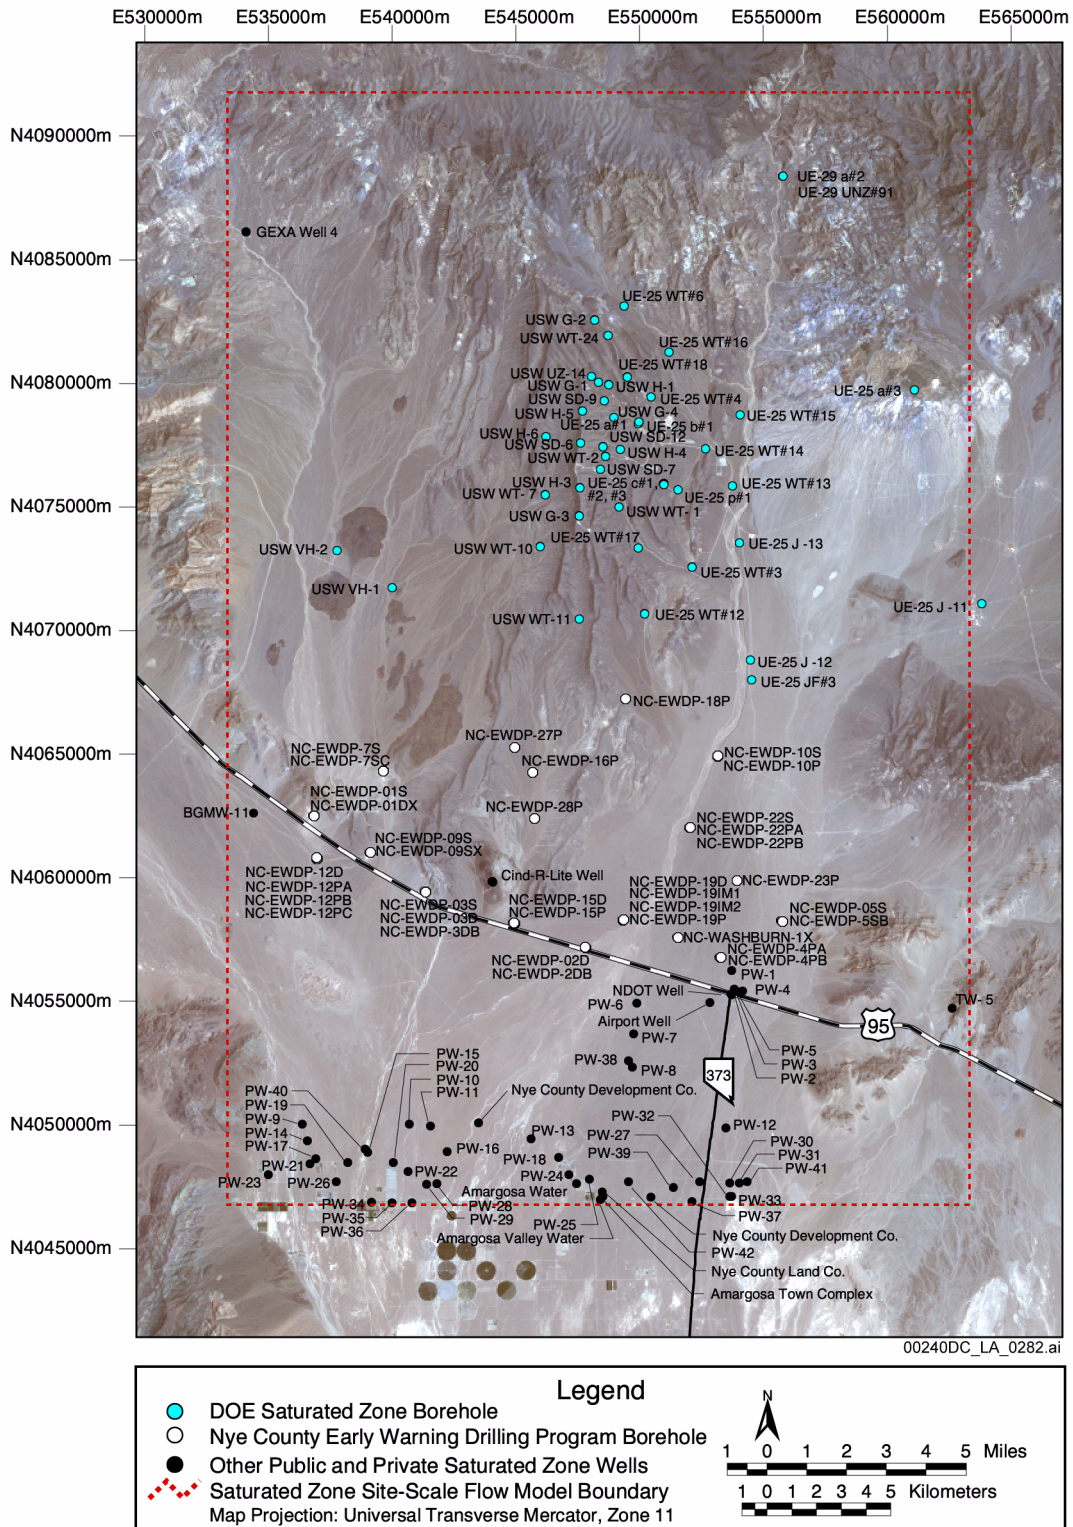 E530000m E535000m E540000m E545000m E550000m E555000m E560000m E565000m
N4090000m
UE-29 a#2
UE-29 UNZ#91
GEXA Well 4
N4085000m
UE-25 WT#6
USW G-2
USW WT-24
UE-25 WT#16
UE-25 WT#18
N4080000m
USW UZ-14
USW G-1
USW H-1
UE-25 a#3
USW SD-9
UE-25 WT#4
USW H-5
USW G-4
UE-25 WT#15
UE-25 a#1
UE-25 b#1
USW H-6
USW SD-12
USW SD-6
USW H-4
UE-25 WT#14
USW WT-2
USW SD-7
USW H-3
UE-25 c#1,
#2, #3
UE-25 WT#13
USW WT- 7
UE-25 p#1
N4075000m
USW WT- 1
USW G-3
UE-25 WT#17
UE-25 J -13
USW VH-2
USW WT-10
UE-25 WT#3
USW VH-1
UE-25 J -11
N4070000m
USW WT-11
UE-25 WT#12
UE-25 J -12
UE-25 JF#3
NC-EWDP-18P
NC-EWDP-27P
NC-EWDP-7S
NC-EWDP-7SC
N4065000m
NC-EWDP-16P
NC-EWDP-10S
NC-EWDP-10P
NC-EWDP-01S
NC-EWDP-01DX
NC-EWDP-28P
BGMW-11
NC-EWDP-22S
NC-EWDP-22PA
NC-EWDP-22PB
NC-EWDP-09S
NC-EWDP-09SX
N4060000m
NC-EWDP-12D
NC-EWDP-12PA
NC-EWDP-12PB
NC-EWDP-12PC
Cind-R-Lite Well
NC-EWDP-23P
NC-EWDP-19D
NC-EWDP-19IM1
NC-EWDP-19IM2
NC-EWDP-19P
NC-EWDP-03S
NC-EWDP-03D
NC-EWDP-3DB
NC-EWDP-15D
NC-EWDP-15P
NC-EWDP-05S
NC-EWDP-5SB
NC-WASHBURN-1X
NC-EWDP-4PA
NC-EWDP-4PB
NC-EWDP-02D
NC-EWDP-2DB
PW-1
NDOT Well
PW-4
N4055000m
PW-6
TW- 5
Airport Well
95
PW-7
PW-5
PW-3
PW-2
PW-38
PW-8
373
PW-15
PW-20
PW-10
PW-11
Nye County Development Co.
N4050000m
PW-40
PW-19
PW-9
PW-14
PW-17
PW-21
PW-23
PW-26
PW-16
PW-22
PW-13
PW-18
PW-24
PW-32
PW-27
PW-39
PW-12
PW-30
PW-31
PW-41
PW-33
PW-37
PW-34
PW-35
PW-36
PW-28
PW-29
Amargosa Water
PW-25
Amargosa Valley Water
Nye County Development Co.
PW-42
N4045000m
Nye County Land Co.
Amargosa Town Complex
00240DC_LA_0282.ai
Legend
DOE Saturated Zone Borehole
Nye County Early Warning Drilling Program Borehole
Other Public and Private Saturated Zone Wells
Saturated Zone Site-Scale Flow Model Boundary
Map Projection: Universal Transverse Mercator, Zone 11
N
1 0 1 2 3 4 5 Miles
1 0 1 2 3 4 5 Kilometers